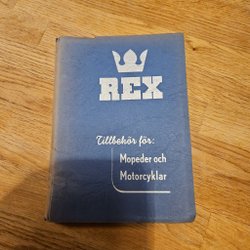 REX
Tillbehör för:
Mopeder och
Motorcyklar